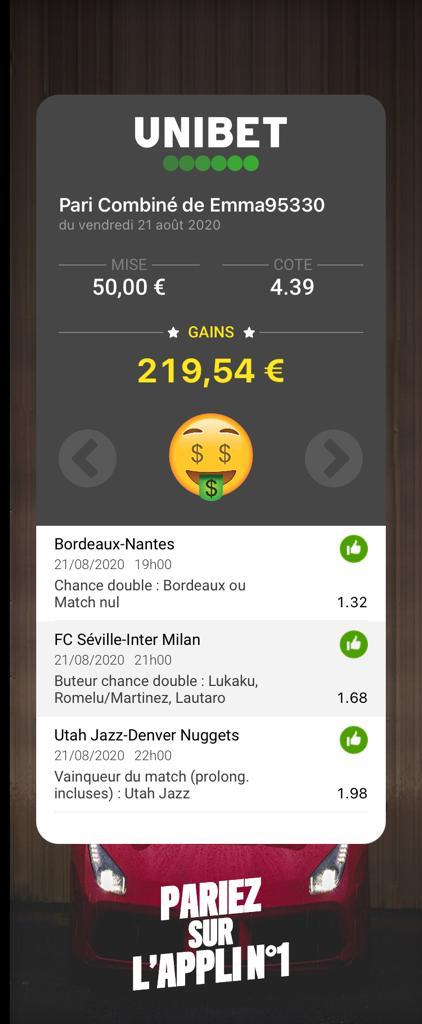 UNIBET
Pari Combiné de Emma95330
du vendredi 21 août 2020
MISE COTE
50,00 € 4.39
GAINS
219,54 €
Bordeaux-Nantes
21/08/2020 19h00
Chance double : Bordeaux ou
Match nul 1.32
FC Séville-Inter Milan
21/08/2020 21h00
Buteur chance double : Lukaku,
Romelu/Martinez, Lautaro 1.68
Utah Jazz-Denver Nuggets
21/08/2020 22h00
Vainqueur du match (prolong.
incluses) : Utah Jazz 1.98
PARIEZ
SUR
L'APPLI N°1